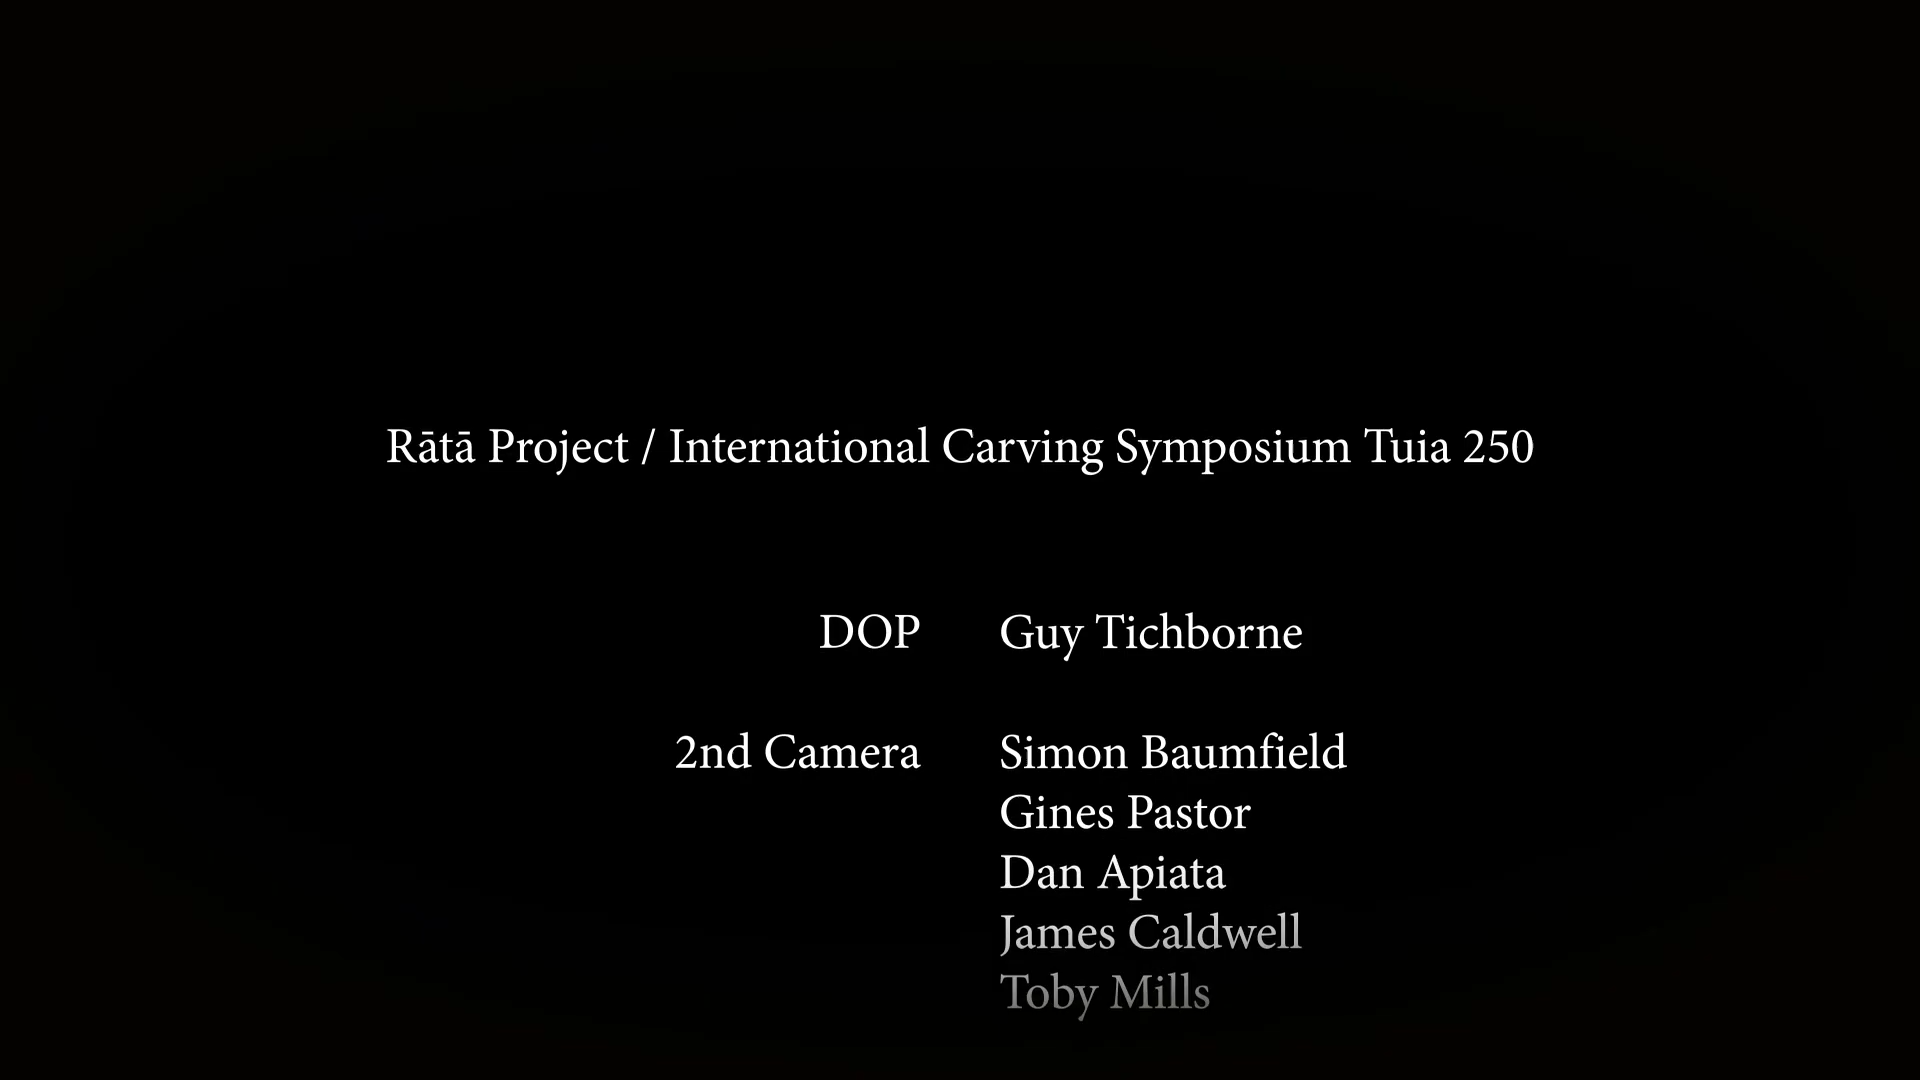 Rātā Project / International Carving Symposium Tuia 250
DOP Guy Tichborne
2nd Camera Simon Baumfield
Gines Pastor
Dan Apiata
James Caldwell
Toby Mills